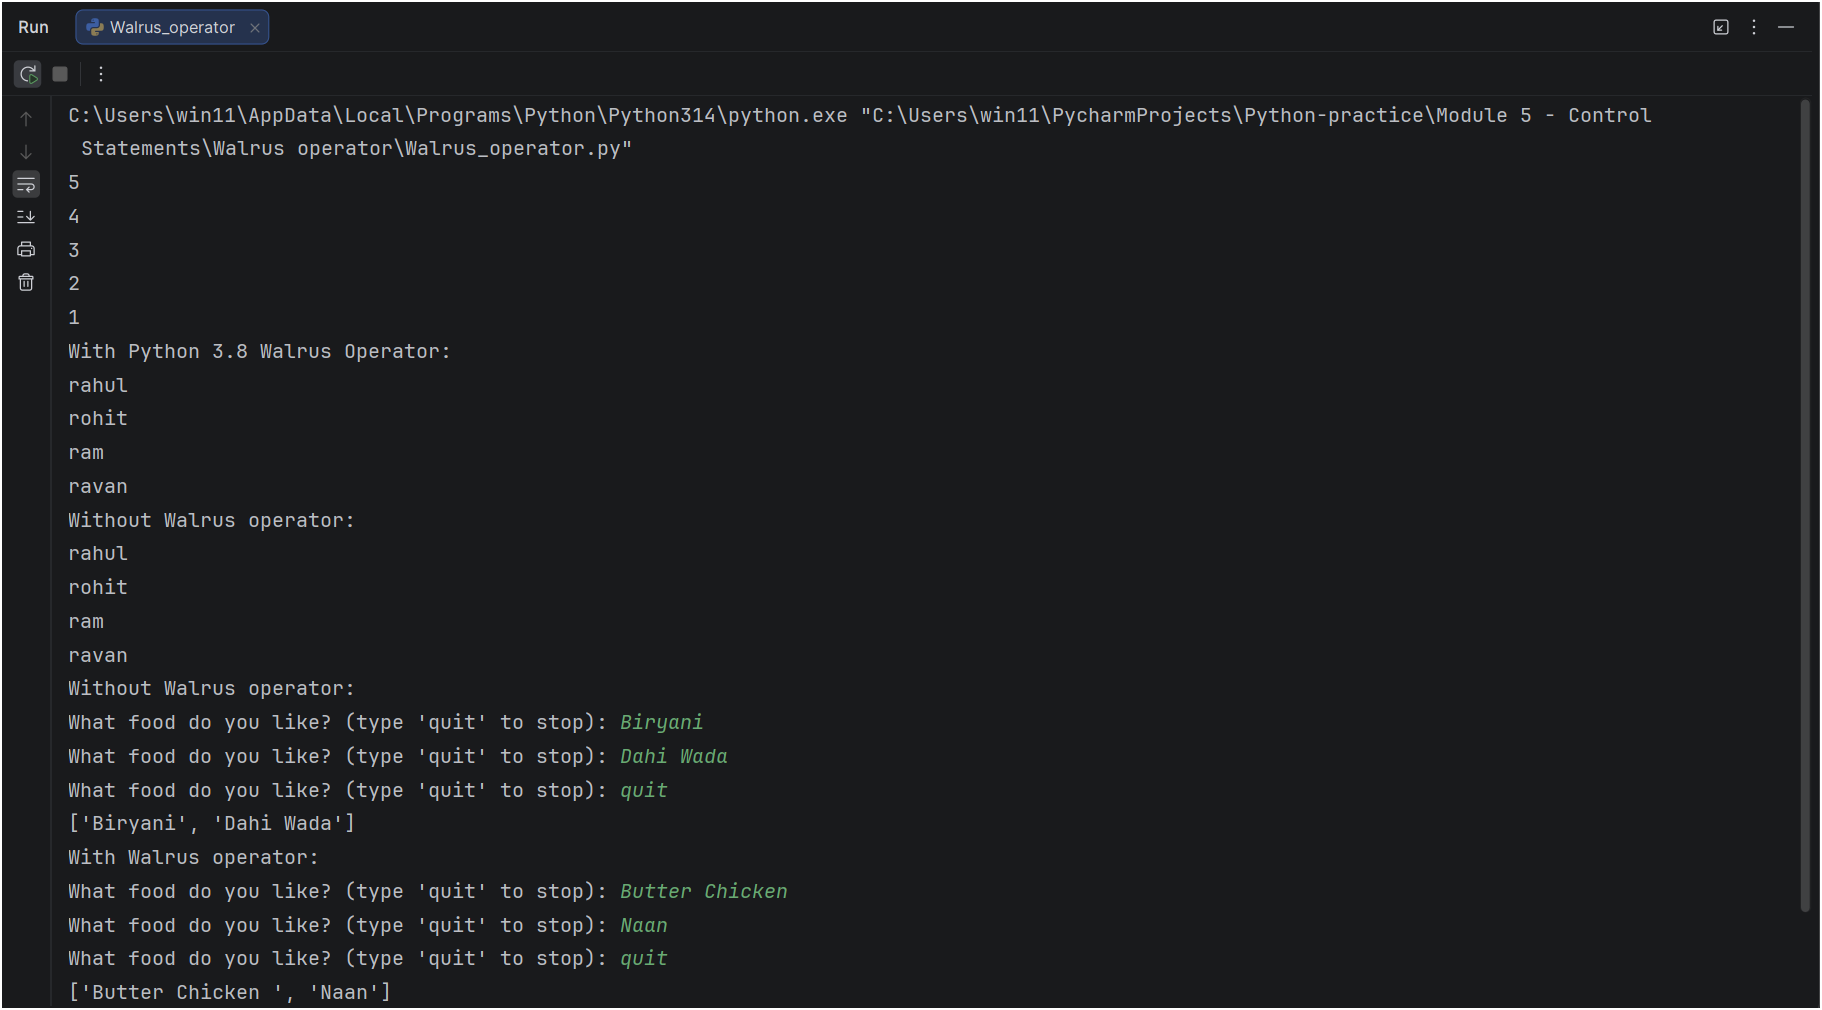 Run
Walrus_operator
C:\Users\win11\AppData\Local\Programs\Python\Python314\python.exe "C:\Users\win11\PycharmProjects\Python-practice\Module 5 - Control
Statements\Walrus operator\Walrus_operator.py"
5
4
3
2
1
With Python 3.8 Walrus Operator:
rahul
rohit
ram
ravan
Without Walrus operator:
rahul
rohit
ram
ravan
Without Walrus operator:
What food do you like? (type 'quit' to stop): Biryani
What food do you like? (type 'quit' to stop): Dahi Wada
What food do you like? (type 'quit' to stop): quit
['Biryani', 'Dahi Wada']
With Walrus operator:
What food do you like? (type 'quit' to stop): Butter Chicken
What food do you like? (type 'quit' to stop): Naan
What food do you like? (type 'quit' to stop): quit
['Butter Chicken ', 'Naan']